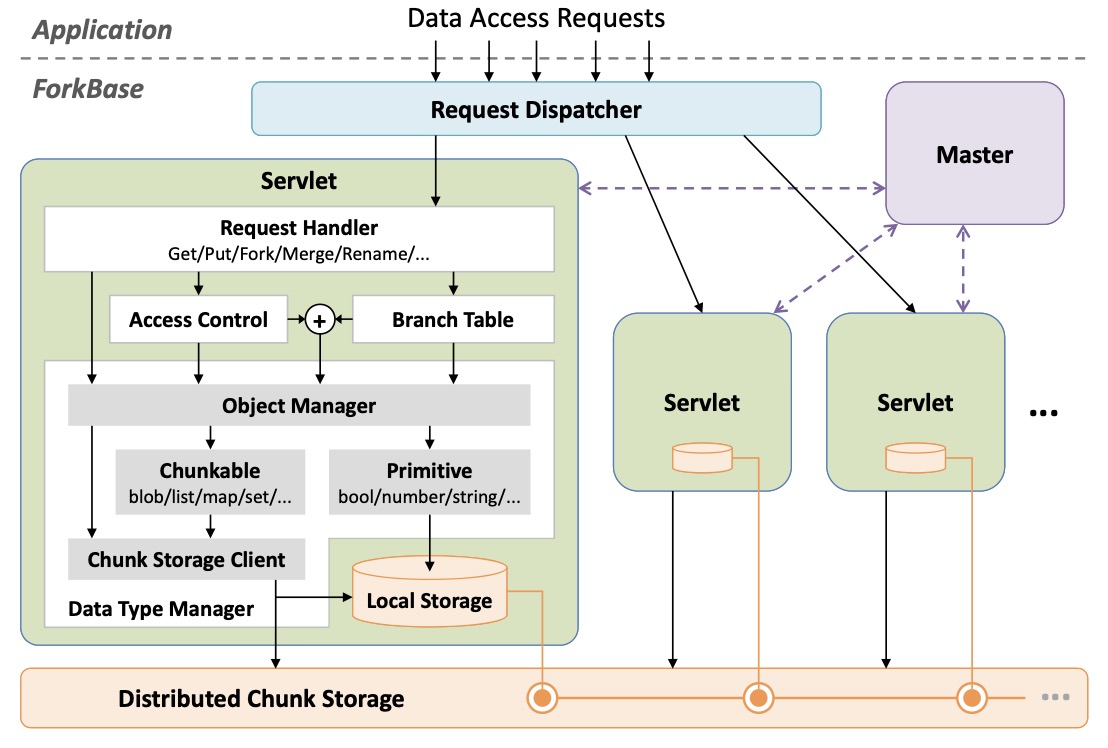 Application
Data Access Requests
ForkBase
Request Dispatcher
Master
Servlet
Request Handler
Get/Put/Fork/Merge/Rename/...
Access Control
+
Branch Table
Object Manager
Chunkable
blob/list/map/set/...
Primitive
bool/number/string/...
Chunk Storage Client
Data Type Manager
Local Storage
Servlet
Servlet
...
Distributed Chunk Storage
...